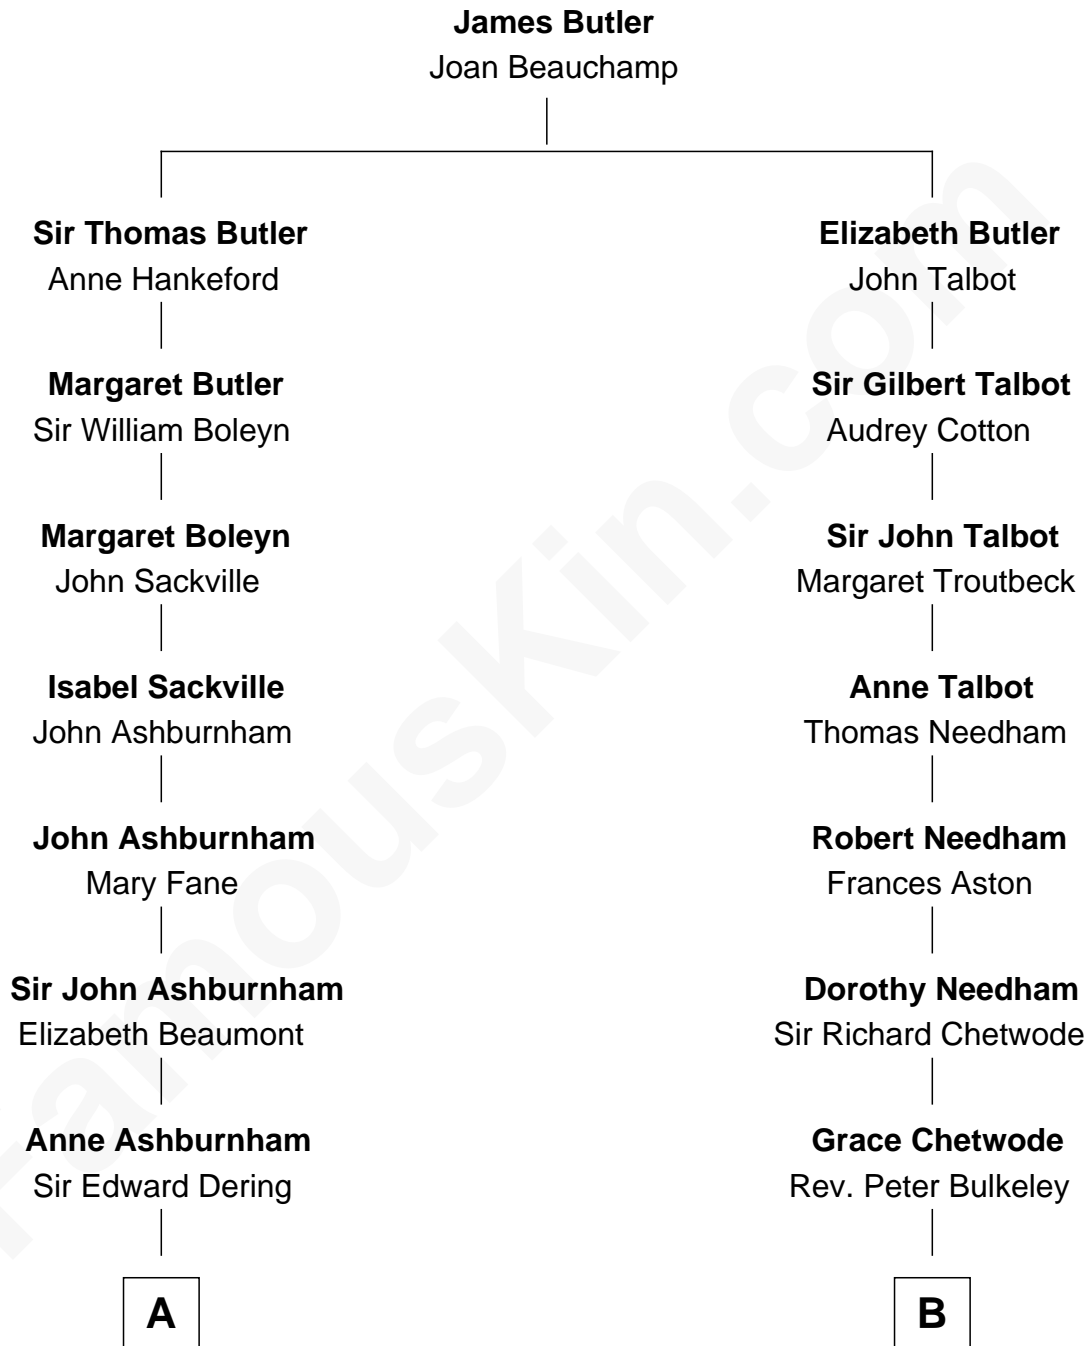 James Butler
Joan Beauchamp
Sir Thomas Butler
Anne Hankeford
Elizabeth Butler
John Talbot
Margaret Butler
Sir William Boleyn
Sir Gilbert Talbot
Audrey Cotton
Margaret Boleyn
John Sackville
Sir John Talbot
Margaret Troutbeck
Isabel Sackville
John Ashburnham
Anne Talbot
Thomas Needham
John Ashburnham
Mary Fane
Robert Needham
Frances Aston
Sir John Ashburnham
Elizabeth Beaumont
Dorothy Needham
Sir Richard Chetwode
Anne Ashburnham
Sir Edward Dering
Grace Chetwode
Rev. Peter Bulkeley
A
B
FamousKin.com